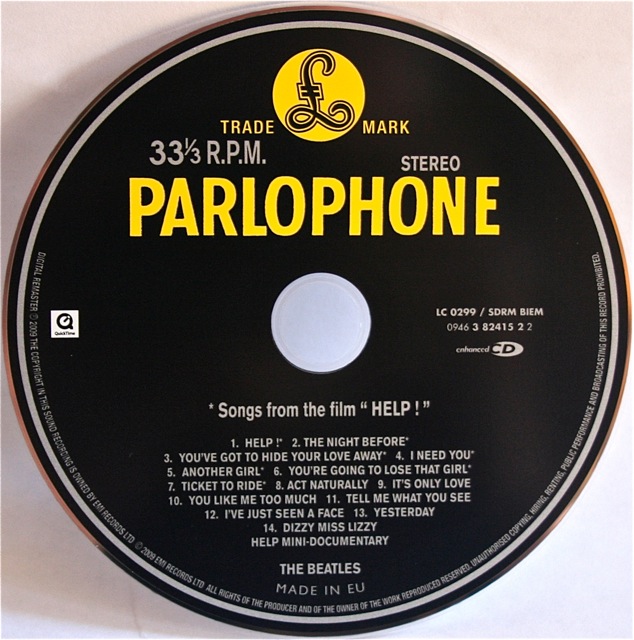 £
TRADE MARK
33⅓ R.P.M.
STEREO
PARLOPHONE
LC 0299 / SDRM BIEM
0946 3 82415 2 2
enhanced CD
QuickTime
* Songs from the film “ HELP ! ”
1. HELP !* 2. THE NIGHT BEFORE*
3. YOU'VE GOT TO HIDE YOUR LOVE AWAY* 4. I NEED YOU*
5. ANOTHER GIRL* 6. YOU'RE GOING TO LOSE THAT GIRL*
7. TICKET TO RIDE* 8. ACT NATURALLY 9. IT'S ONLY LOVE
10. YOU LIKE ME TOO MUCH 11. TELL ME WHAT YOU SEE
12. I'VE JUST SEEN A FACE 13. YESTERDAY
14. DIZZY MISS LIZZY
HELP MINI-DOCUMENTARY
THE BEATLES
MADE IN EU
DIGITAL REMASTER ℗ 2009 THE COPYRIGHT IN THIS SOUND RECORDING IS OWNED BY EMI RECORDS LTD © 2009 EMI RECORDS LTD ALL RIGHTS OF THE PRODUCER AND OF THE OWNER OF THE WORK REPRODUCED RESERVED. UNAUTHORISED COPYING, HIRING, RENTING, PUBLIC PERFORMANCE AND BROADCASTING OF THIS RECORD PROHIBITED.